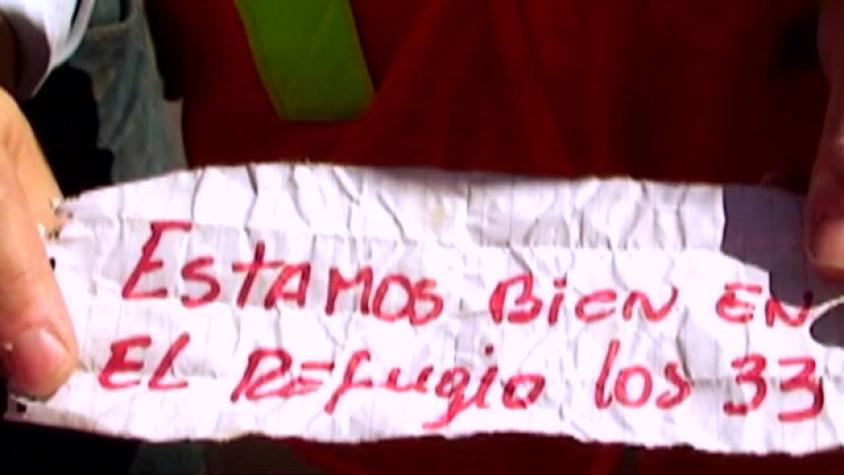 ESTAMOS BiEN EN
EL REfugio los 33